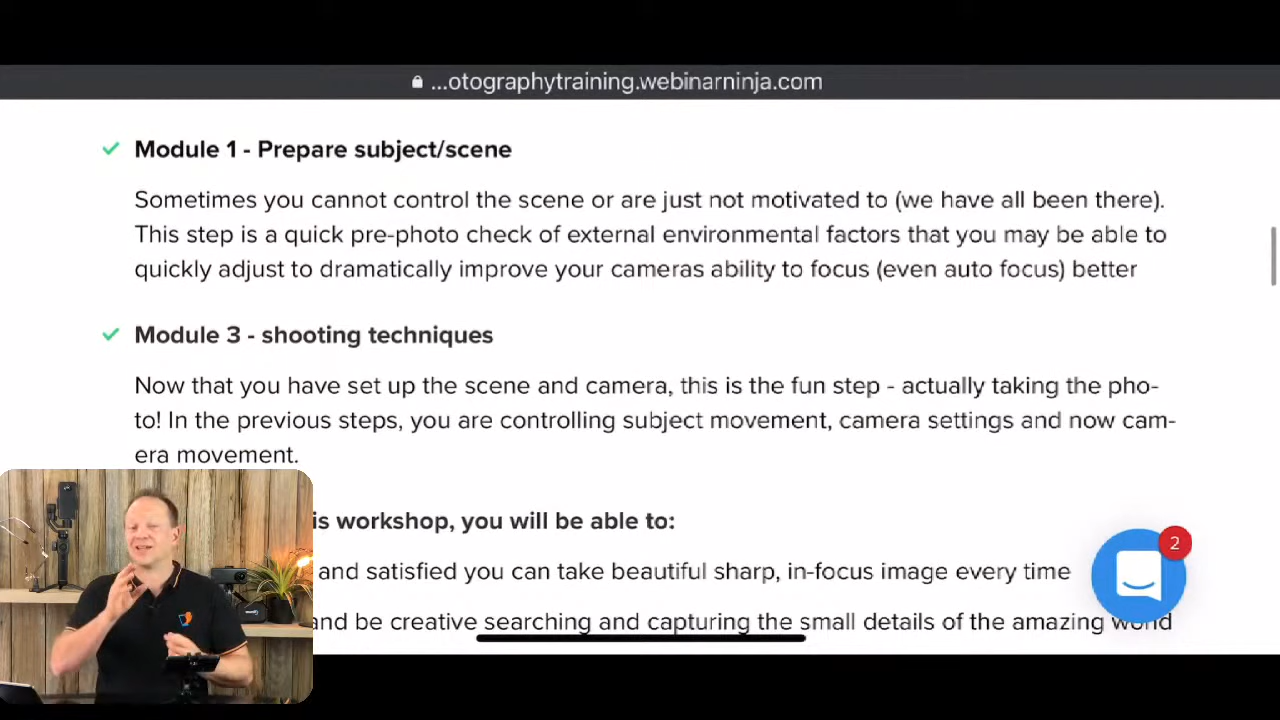 ...otographytraining.webinarninja.com
Module 1 - Prepare subject/scene
Sometimes you cannot control the scene or are just not motivated to (we have all been there).
This step is a quick pre-photo check of external environmental factors that you may be able to
quickly adjust to dramatically improve your cameras ability to focus (even auto focus) better
Module 3 - shooting techniques
Now that you have set up the scene and camera, this is the fun step - actually taking the pho-
to! In the previous steps, you are controlling subject movement, camera settings and now cam-
era movement.
is workshop, you will be able to:
and satisfied you can take beautiful sharp, in-focus image every time
and be creative searching and capturing the small details of the amazing world
2